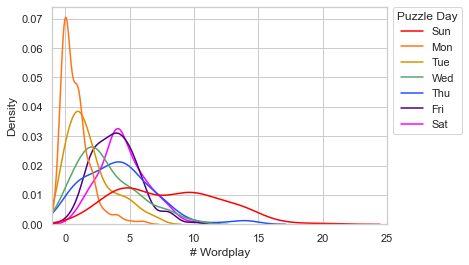 Puzzle Day
Sun
Mon
Tue
Wed
Thu
Fri
Sat
Density
0.07
0.06
0.05
0.04
0.03
0.02
0.01
0.00
0
5
10
15
20
25
# Wordplay